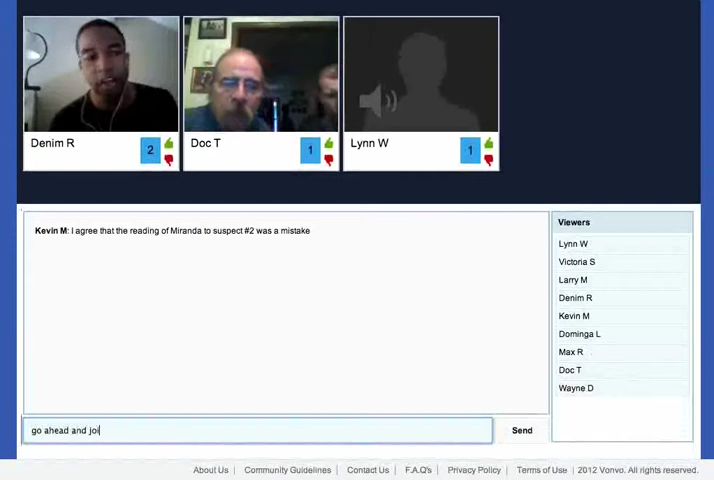 Denim R
2
Doc T
1
Lynn W
1
Kevin M: I agree that the reading of Miranda to suspect #2 was a mistake
Viewers
Lynn W
Victoria S
Larry M
Denim R
Kevin M
Dominga L
Max R
Doc T
Wayne D
go ahead and joi
Send
About Us | Community Guidelines | Contact Us | F.A.Q's | Privacy Policy | Terms of Use | 2012 Vonvo. All rights reserved.